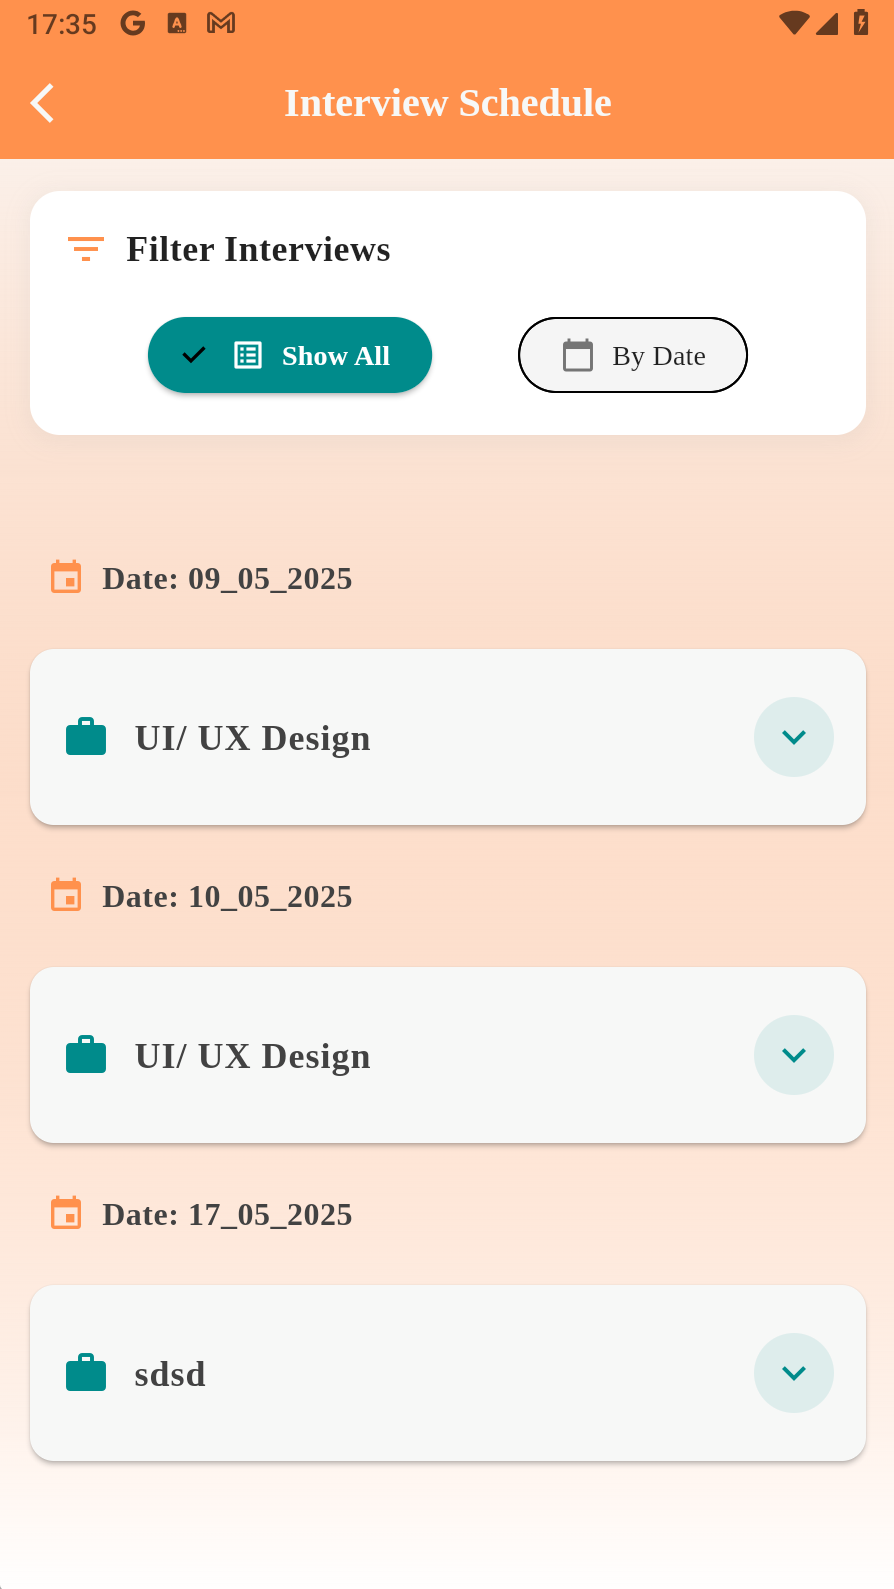 17:35
Interview Schedule
Filter Interviews
Show All
By Date
Date: 09_05_2025
UI/ UX Design
Date: 10_05_2025
UI/ UX Design
Date: 17_05_2025
sdsd